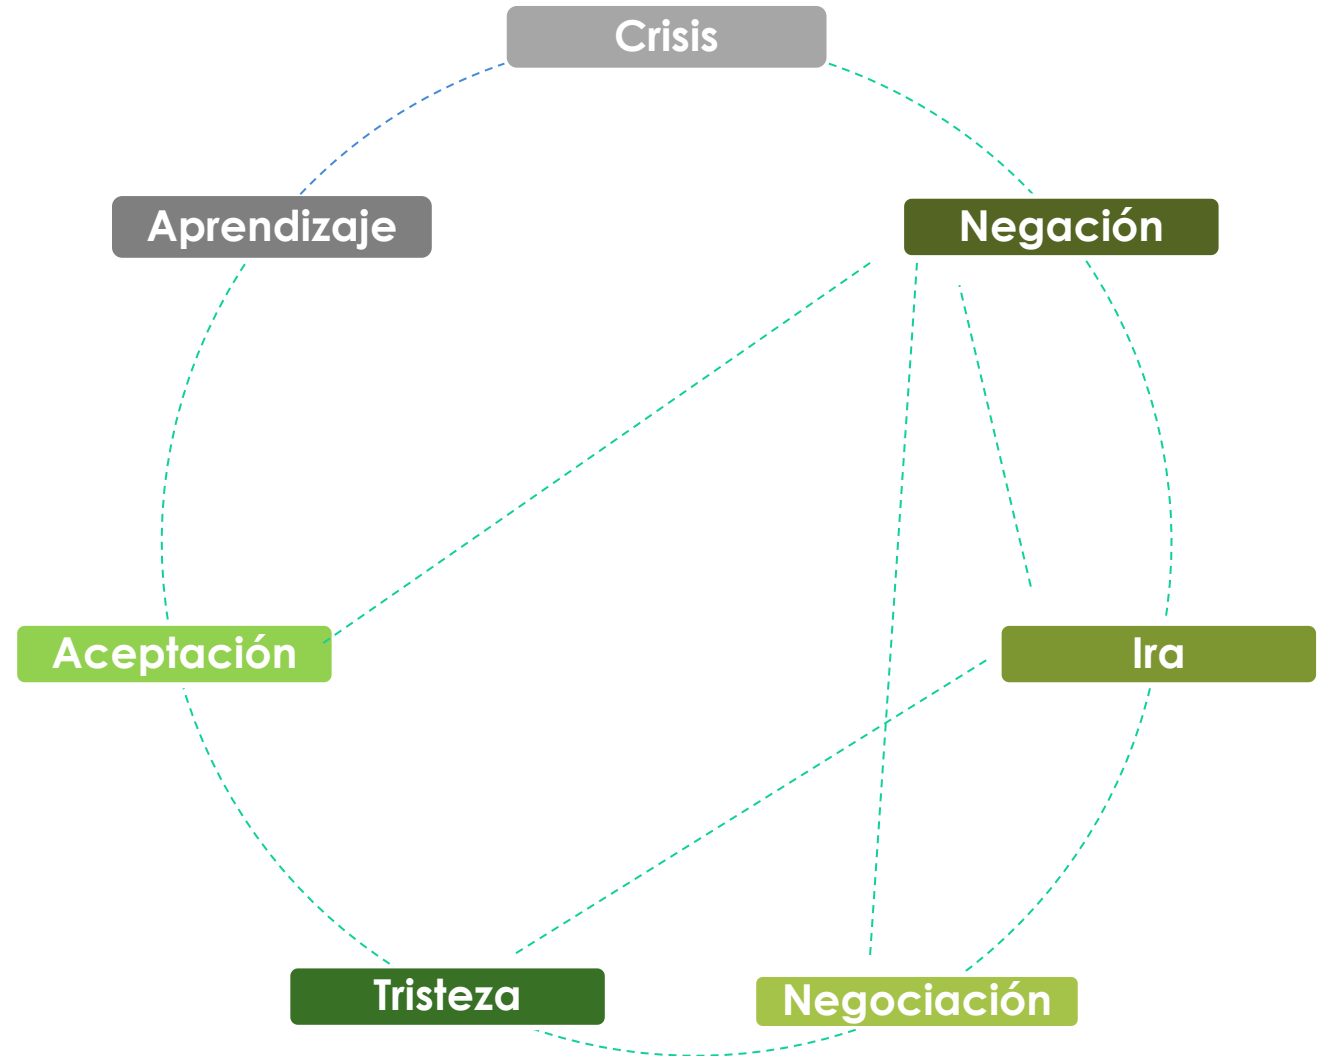 Crisis
Aprendizaje
Negación
Aceptación
Ira
Tristeza
Negociación